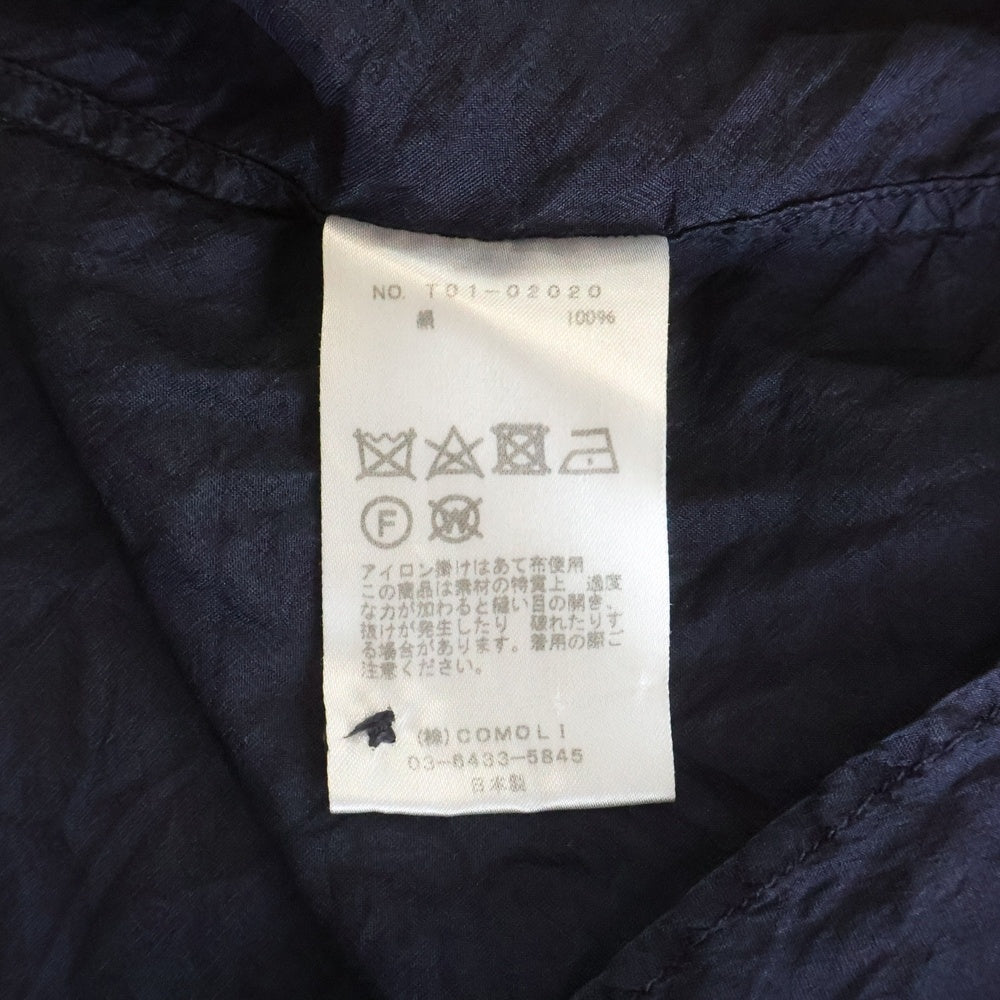 NO. T01-02020
絹 10096
F
W
アイロン掛けはあて布使用
この商品は素材の特質上 過度
な力が加わると縫い目の開き、
抜けが発生したり 破れたりす
る場合があります。着用の際ご
注意ください。
(株)COMOLI
03-6433-5845
日本製